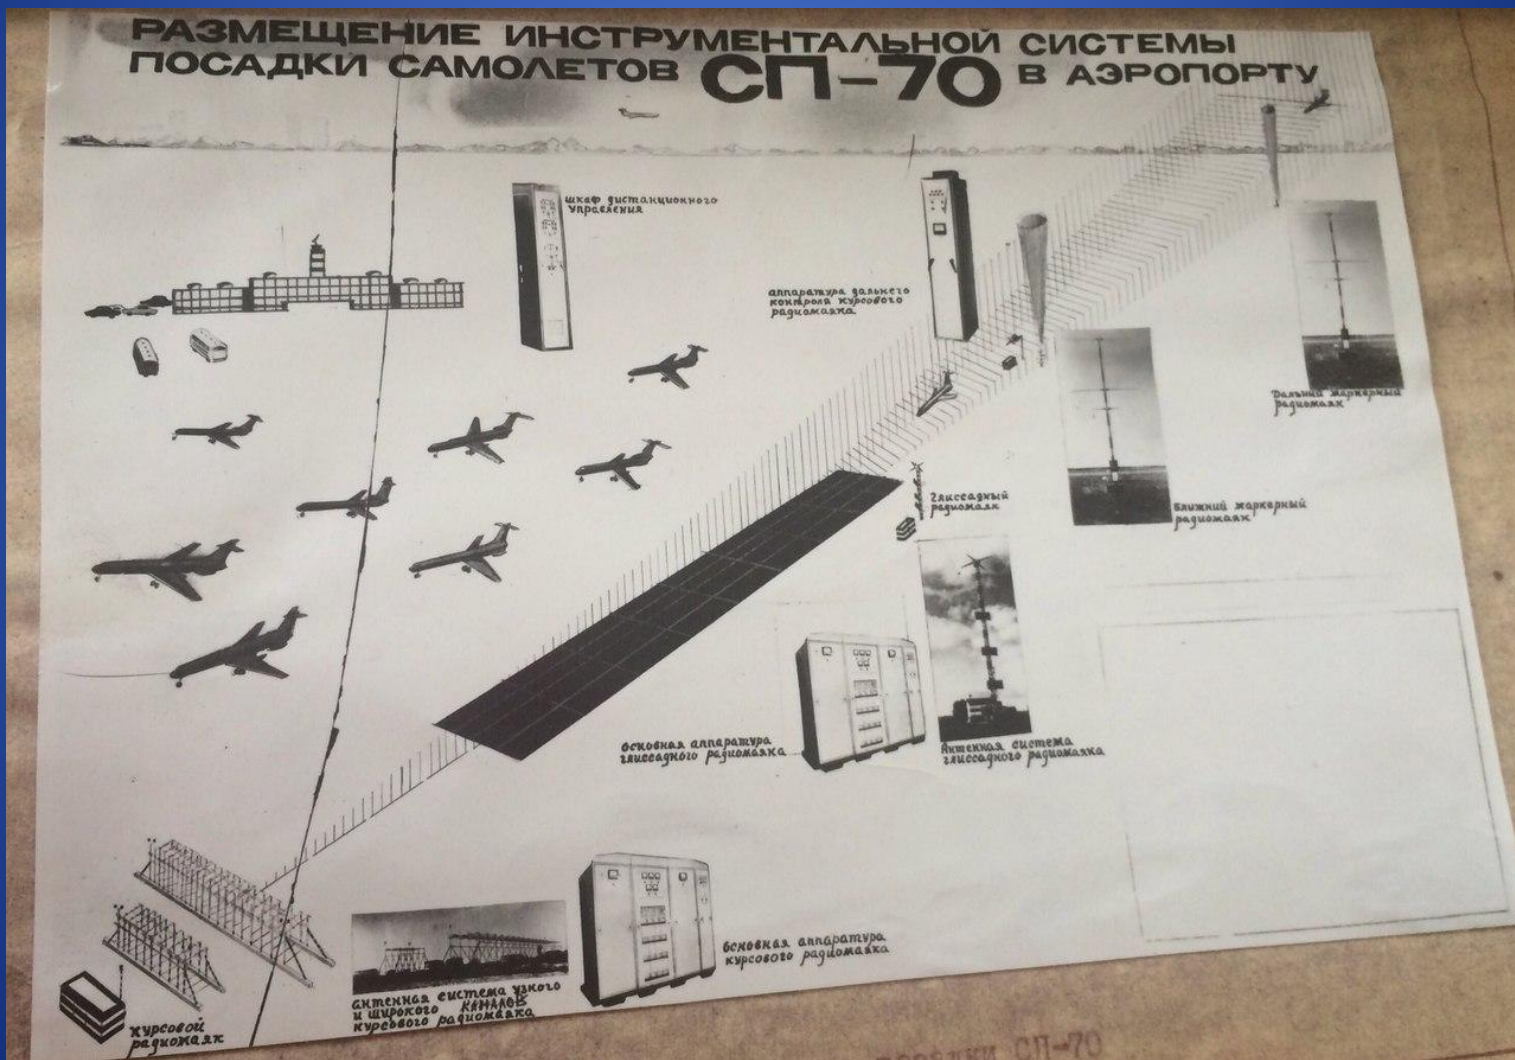 РАЗМЕЩЕНИЕ ИНСТРУМЕНТАЛЬНОЙ СИСТЕМЫ
ПОСАДКИ САМОЛЕТОВ СП-70 В АЭРОПОРТУ
шкаф дистанционного
управления
аппаратура дальнего
контроля курсового
радиомаяка
Дальний маркерный
радиомаяк
Ближний маркерный
радиомаяк
Глиссадный
радиомаяк
основная аппаратура
глиссадного радиомаяка
Антенная система
глиссадного радиомаяка
основная аппаратура
курсового радиомаяка
антенная система узкого
и широкого КАНАЛОВ
курсового радиомаяка
курсовой
радиомаяк
СП-70